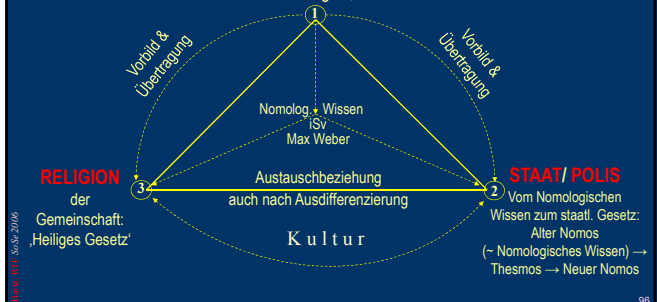 1
Vorbild &
Übertragung
Vorbild &
Übertragung
Nomolog. Wissen
iSv
Max Weber
RELIGION
der
Gemeinschaft:
‚Heiliges Gesetz‘
3
Austauschbeziehung
auch nach Ausdifferenzierung
2
STAAT/ POLIS
Vom Nomologischen
Wissen zum staatl. Gesetz:
Alter Nomos
(~ Nomologisches Wissen) →
Thesmos → Neuer Nomos
Kultur
SoSe 2006
96